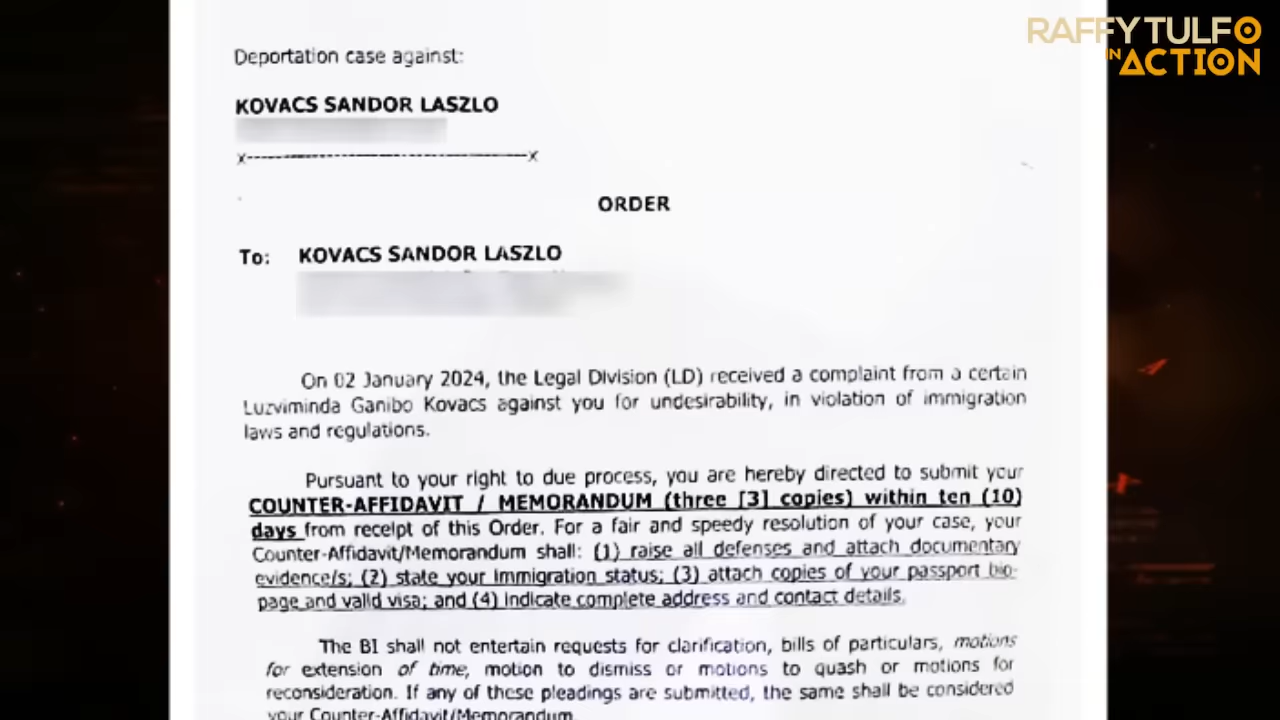 RAFFYTULFO
IN ACTION
Deportation case against:
KOVACS SANDOR LASZLO
x-----------------------------------x
ORDER
To: KOVACS SANDOR LASZLO
On 02 January 2024, the Legal Division (LD) received a complaint from a certain
Luzviminda Ganibo Kovacs against you for undesirability, in violation of immigration
laws and regulations.
Pursuant to your right to due process, you are hereby directed to submit your
COUNTER-AFFIDAVIT / MEMORANDUM (three [3] copies) within ten (10)
days from receipt of this Order. For a fair and speedy resolution of your case, your
Counter-Affidavit/Memorandum shall: (1) raise all defenses and attach documentary
evidence/s; (2) state your Immigration status; (3) attach copies of your passport bio-
page and valid visa; and (4) indicate complete address and contact details.
The BI shall not entertain requests for clarification, bills of particulars, motions
for extension of time, motion to dismiss or motions to quash or motions for
reconsideration. If any of these pleadings are submitted, the same shall be considered
your Counter-Affidavit/Memorandum.